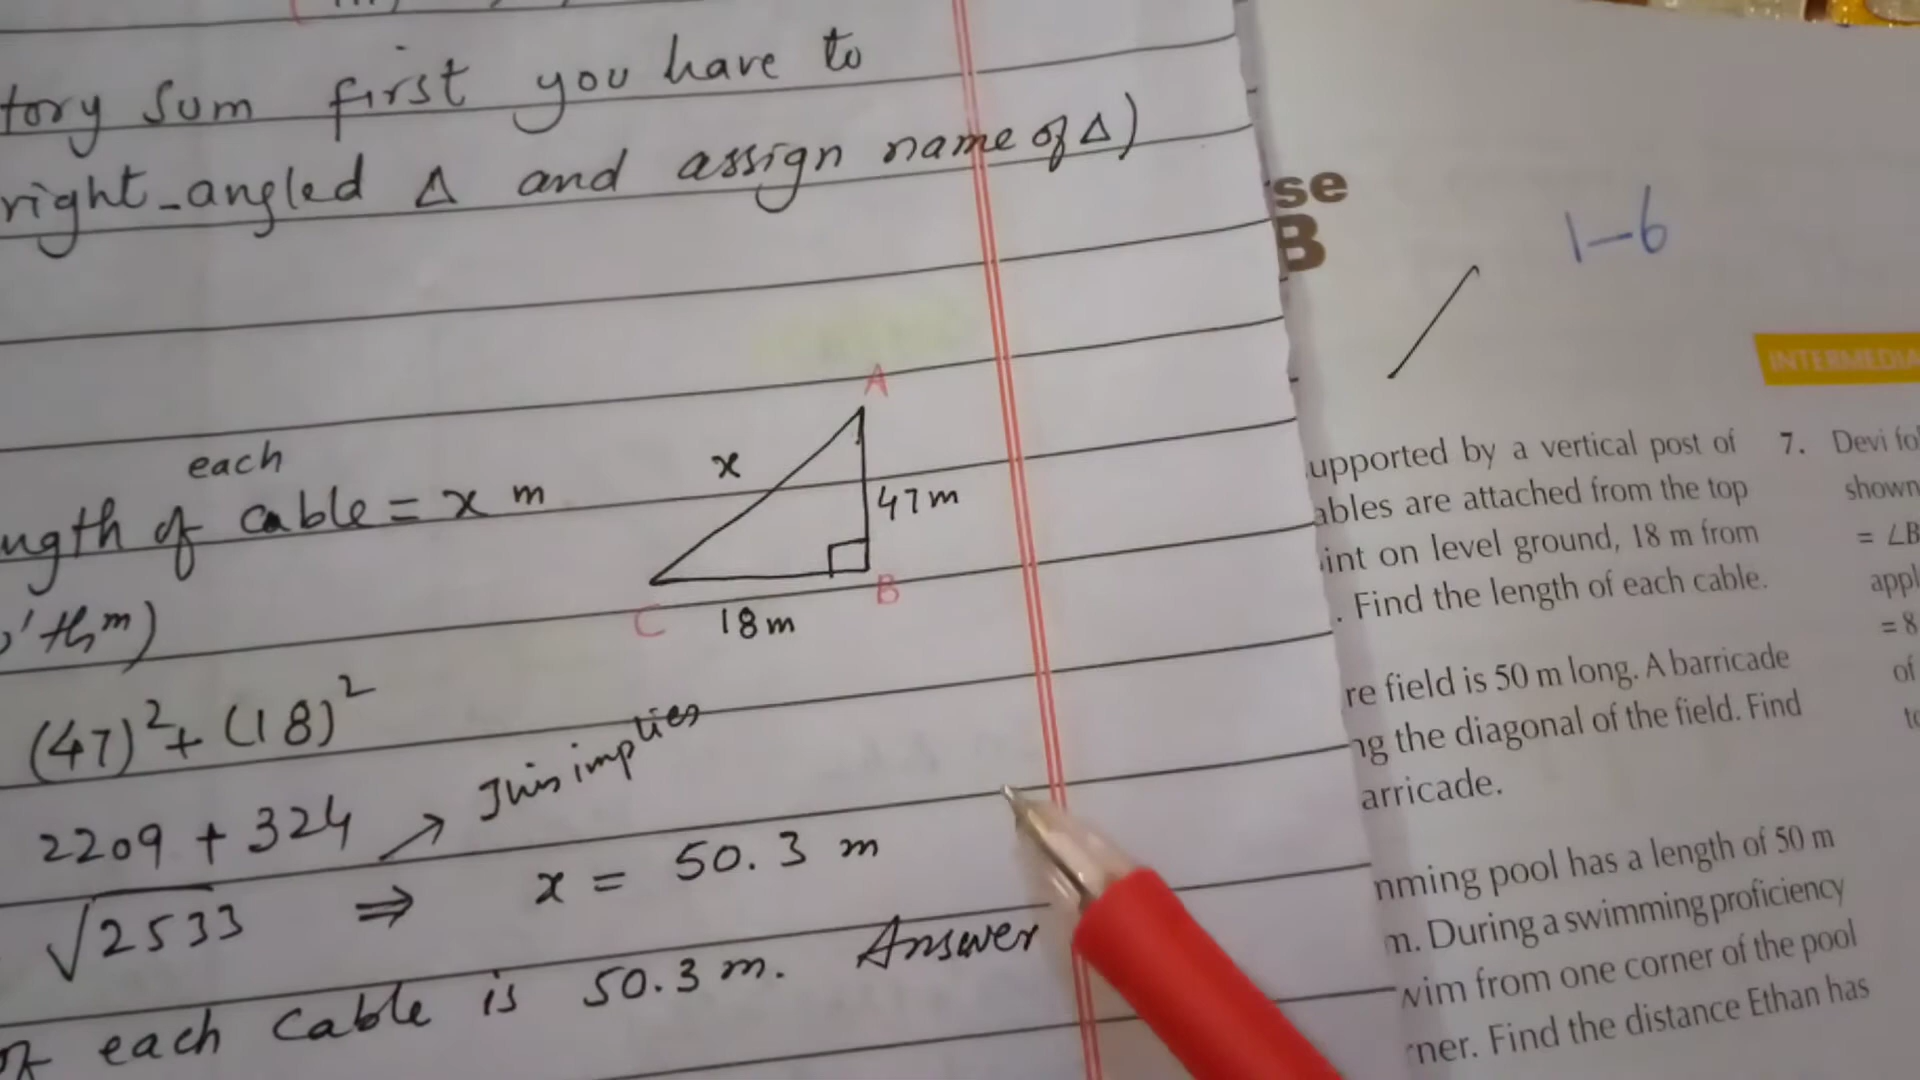 tory sum first you have to
right-angled Δ and assign name of Δ)
each
ngth of cable = x m
A
x
47m
B
C
18m
o' thm)
(47)² + (18)²
2209 + 324
This implies
√2533 ⇒ x = 50.3 m
of each cable is 50.3 m. Answer
se
B
1-6
INTERMEDIA
upported by a vertical post of
ables are attached from the top
int on level ground, 18 m from
. Find the length of each cable.
re field is 50 m long. A barricade
ng the diagonal of the field. Find
arricade.
nming pool has a length of 50 m
m. During a swimming proficiency
wim from one corner of the pool
rner. Find the distance Ethan has
7. Devi fol
shown
= ∠B
appl
= 8
of
to